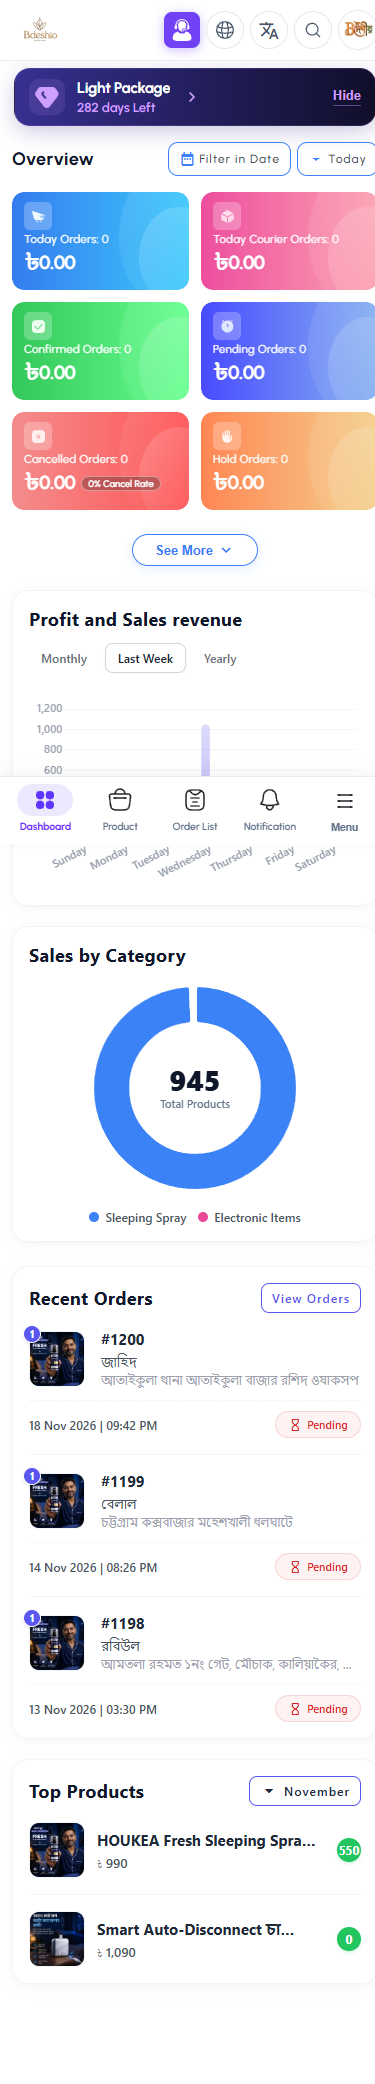 Bdeshio
Light Package
282 days Left
Hide
Overview
Filter in Date
Today
Today Orders: 0
৳0.00
Today Courier Orders: 0
৳0.00
Confirmed Orders: 0
৳0.00
Pending Orders: 0
৳0.00
Cancelled Orders: 0
৳0.00 0% Cancel Rate
Hold Orders: 0
৳0.00
See More
Profit and Sales revenue
Monthly
Last Week
Yearly
1,200
1,000
800
600
Dashboard
Product
Order List
Notification
Menu
Sunday
Monday
Tuesday
Wednesday
Thursday
Friday
Saturday
Sales by Category
945
Total Products
Sleeping Spray
Electronic Items
Recent Orders
View Orders
1
#1200
জাহিদ
আতাইকুলা থানা আতাইকুলা বাজার রশিদ ওয়াকসপ
18 Nov 2026 | 09:42 PM
Pending
1
#1199
বেলাল
চট্টগ্রাম কক্সবাজার মহেশখালী ধলঘাটে
14 Nov 2026 | 08:26 PM
Pending
1
#1198
রবিউল
আমতলা রহমত ১নং গেট, মৌচাক, কালিয়াকৈর, ...
13 Nov 2026 | 03:30 PM
Pending
Top Products
November
HOUKEA Fresh Sleeping Spra...
৳ 990
550
Smart Auto-Disconnect চা...
৳ 1,090
0